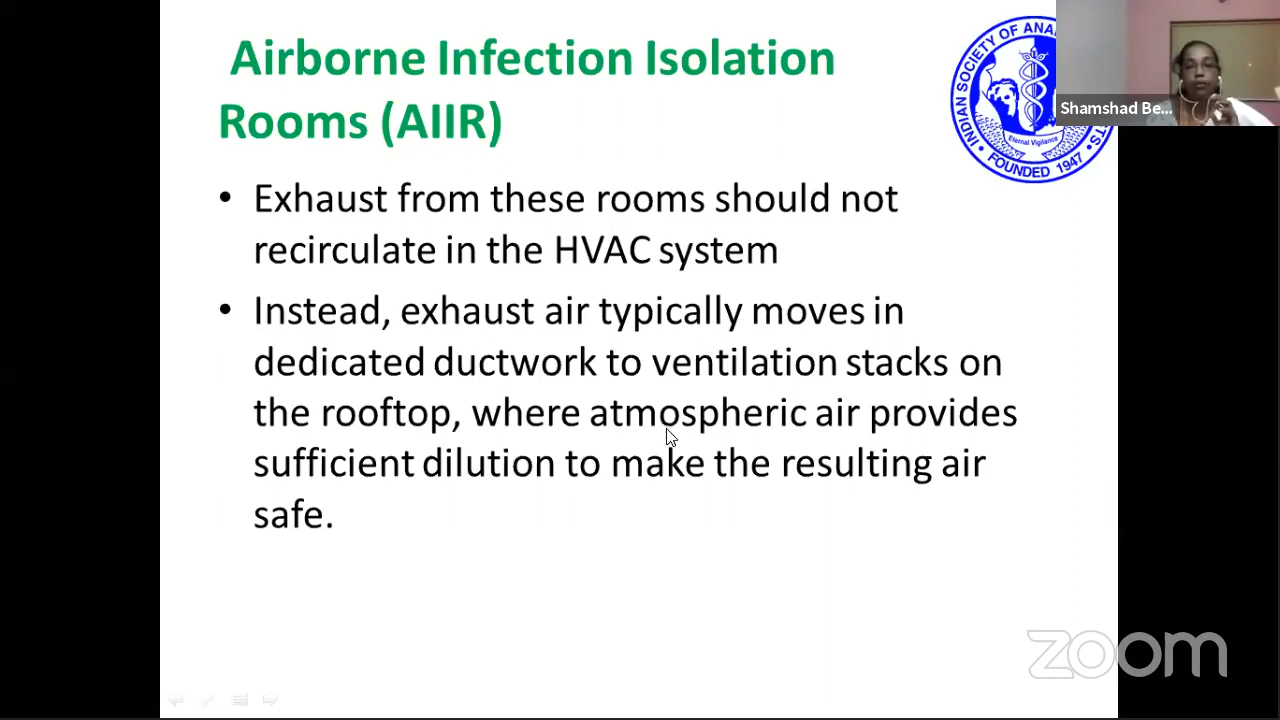 Airborne Infection Isolation
Rooms (AIIR)
• Exhaust from these rooms should not
recirculate in the HVAC system
• Instead, exhaust air typically moves in
dedicated ductwork to ventilation stacks on
the rooftop, where atmospheric air provides
sufficient dilution to make the resulting air
safe.
INDIAN SOCIETY OF
Eternal Vigilance
• FOUNDED 1947 •
Shamshad Be...
zoom